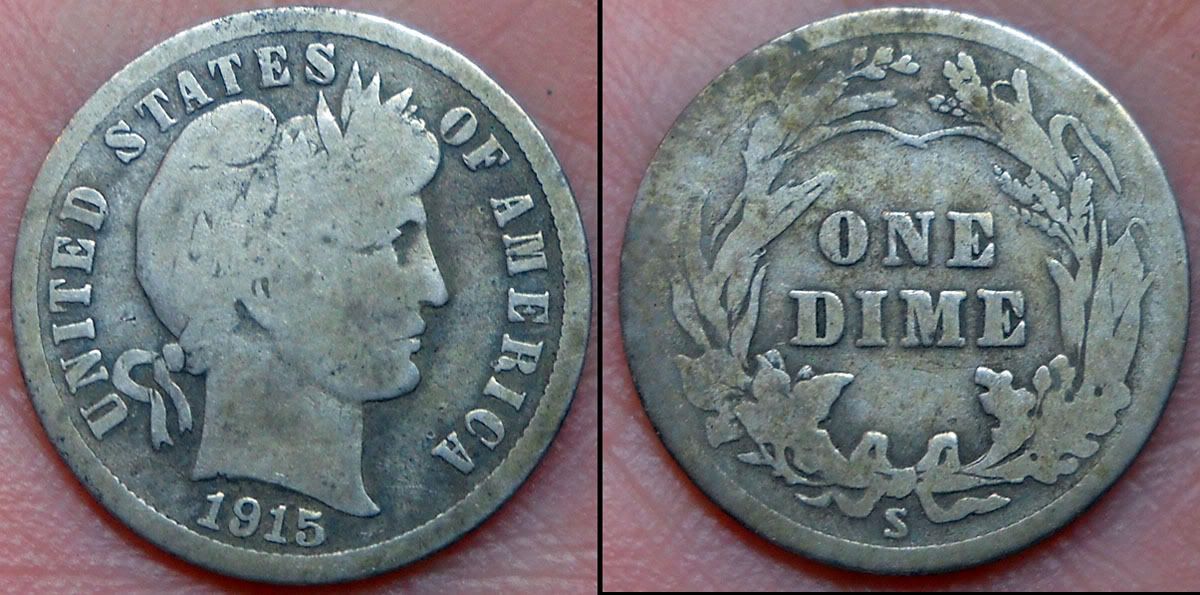 UNITED STATES OF AMERICA
1915
ONE
DIME
S